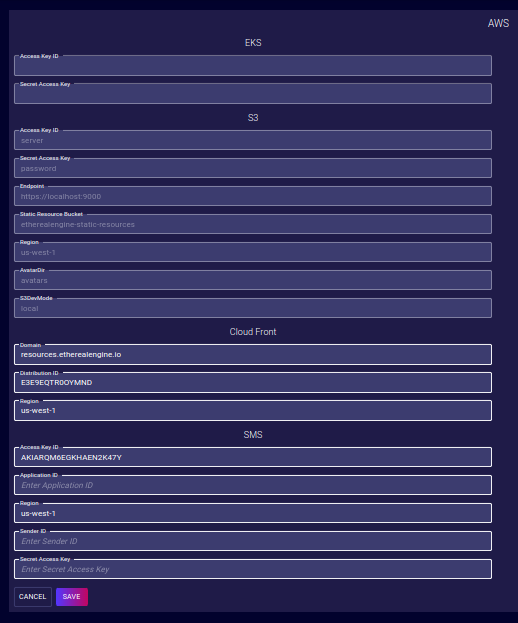 AWS
EKS
Access Key ID
Secret Access Key
S3
Access Key ID
server
Secret Access Key
password
Endpoint
https://localhost:9000
Static Resource Bucket
etherealengine-static-resources
Region
us-west-1
AvatarDir
avatars
S3DevMode
local
Cloud Front
Domain
resources.etherealengine.io
Distribution ID
E3E9EQTR0OYMND
Region
us-west-1
SMS
Access Key ID
AKIARQM6EGKHAEN2K47Y
Application ID
Enter Application ID
Region
us-west-1
Sender ID
Enter Sender ID
Secret Access Key
Enter Secret Access Key
CANCEL SAVE